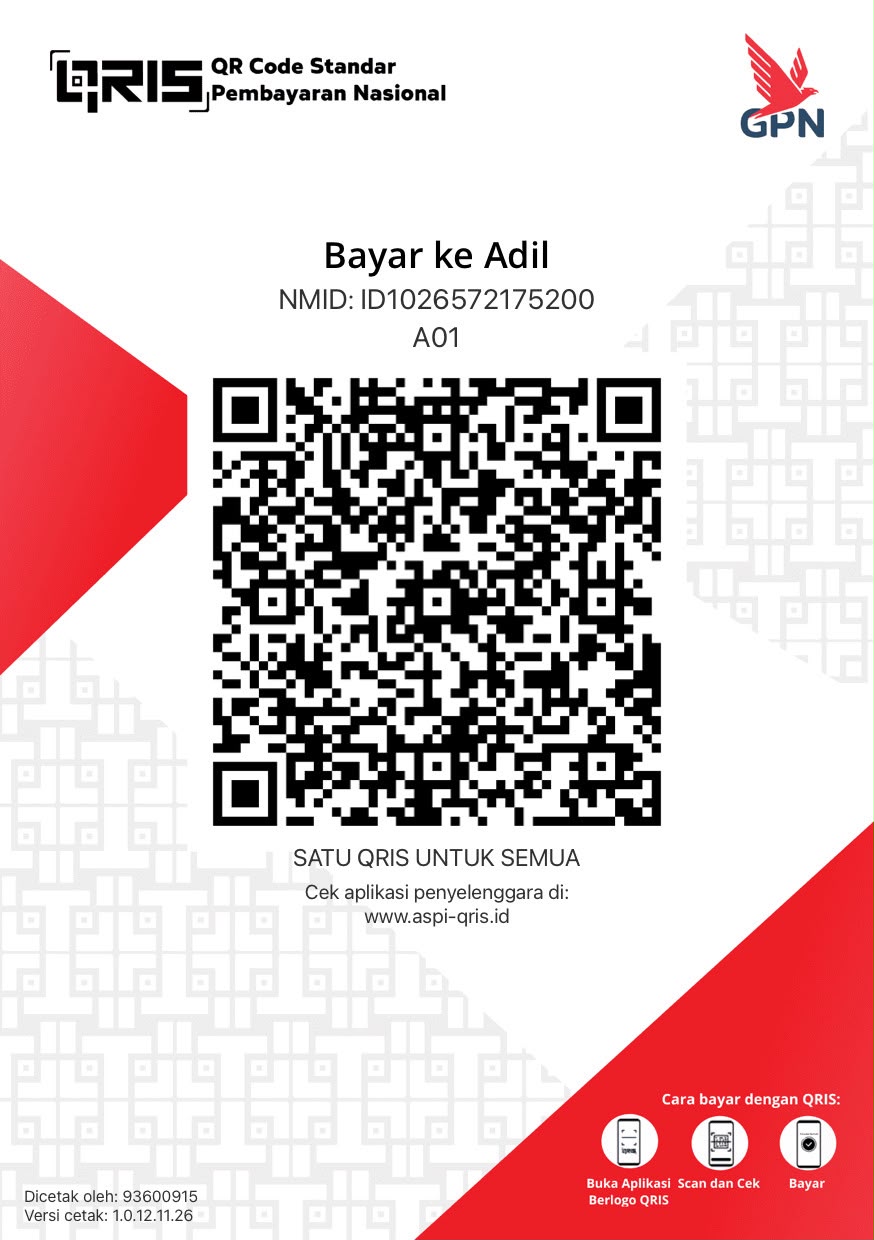 QRIS
QR Code Standar
Pembayaran Nasional
GPN
Bayar ke Adil
NMID: ID1026572175200
A01
SATU QRIS UNTUK SEMUA
Cek aplikasi penyelenggara di:
www.aspi-qris.id
Cara bayar dengan QRIS:
Buka Aplikasi
Berlogo QRIS
Scan dan Cek
Bayar
Dicetak oleh: 93600915
Versi cetak: 1.0.12.11.26